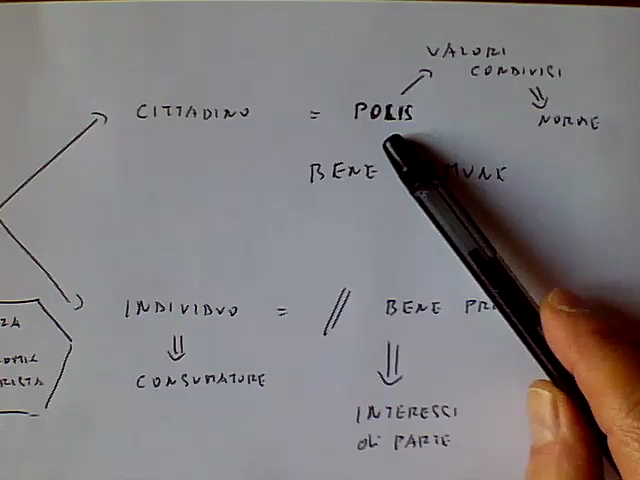 VALORI
CONDIVISI
CITTADINO = POLIS
NORME
BENE
INDIVIDUO = // BENE
CONSUMATORE
INTERESSI
di PARTE